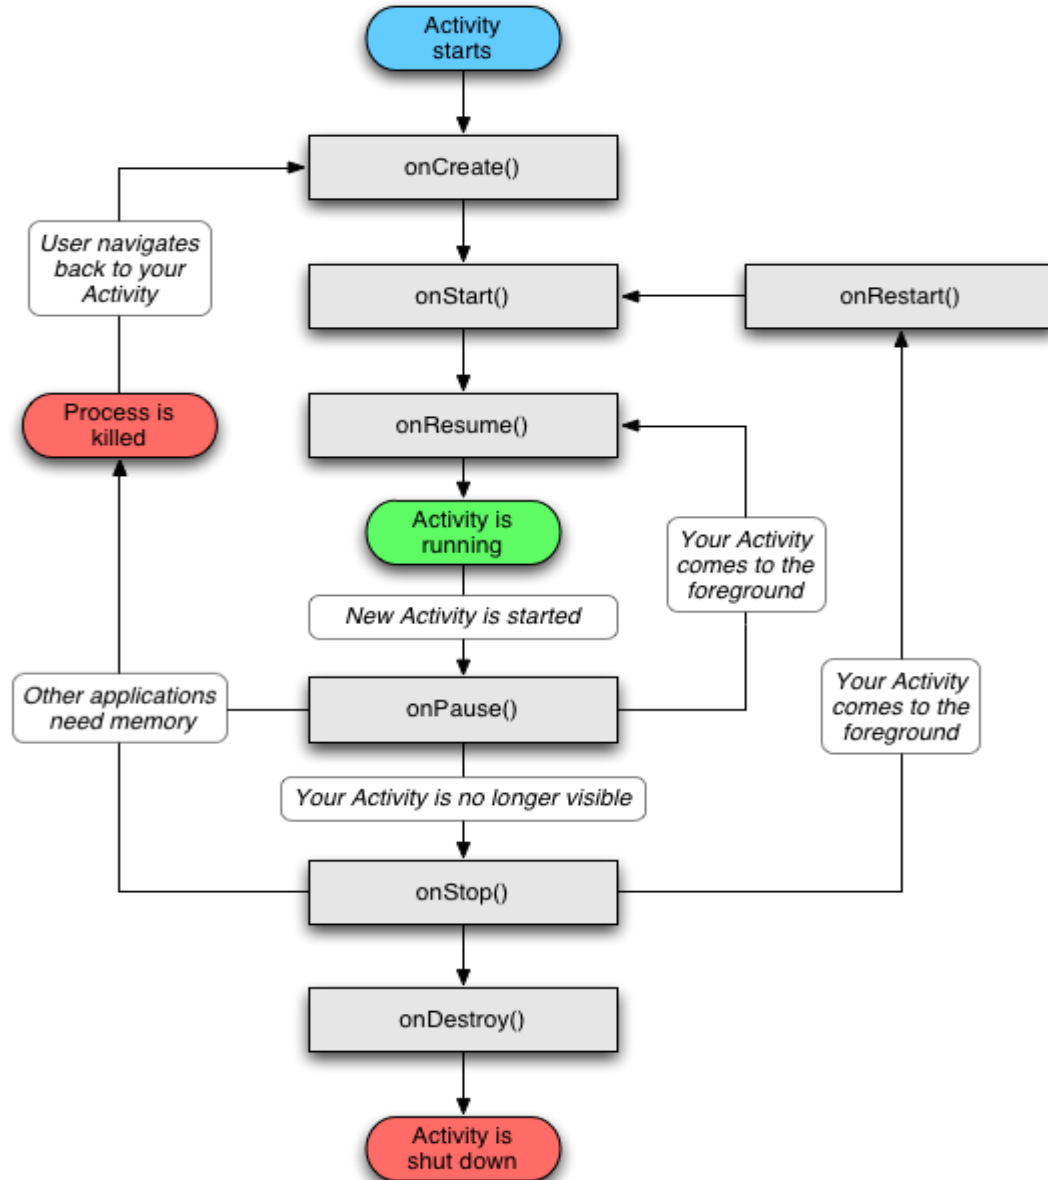 Activity
starts
onCreate()
User navigates
back to your
Activity
onStart()
onRestart()
Process is
killed
onResume()
Activity is
running
Your Activity
comes to the
foreground
New Activity is started
Other applications
need memory
onPause()
Your Activity
comes to the
foreground
Your Activity is no longer visible
onStop()
onDestroy()
Activity is
shut down